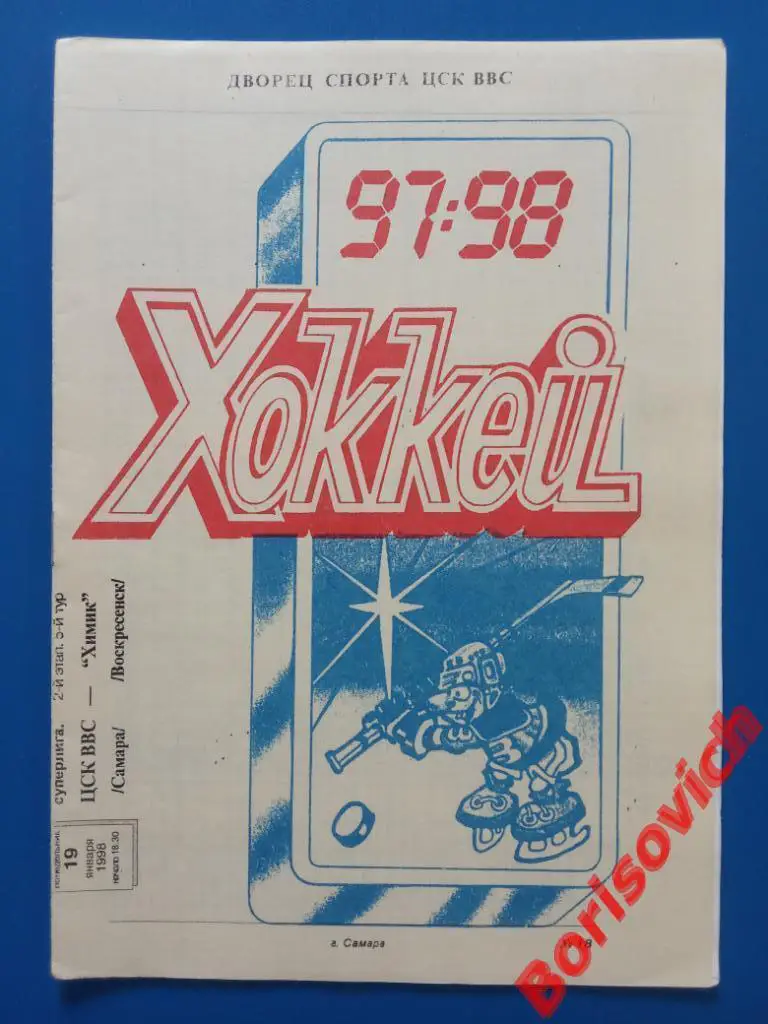 ДВОРЕЦ СПОРТА ЦСК ВВС
97:98
Хоккей
суперлига. 2-й этап. 5-й тур
ЦСК ВВС — "Химик"
/Самара/ /Воскресенск/
понедельник
19
января
1998
начало 18.30
г. Самара
Borisovich